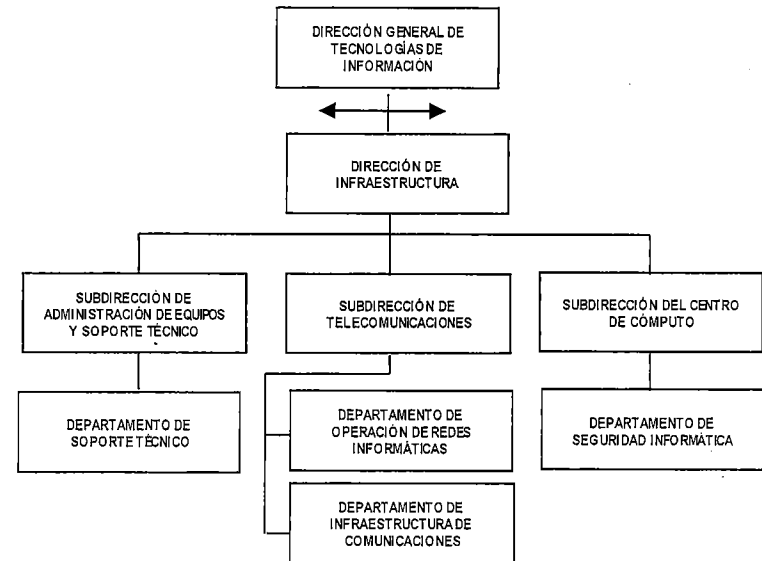 DIRECCIÓN GENERAL DE
TECNOLOGÍAS DE
INFORMACIÓN
DIRECCIÓN DE
INFRAESTRUCTURA
SUBDIRECCIÓN DE
ADMINISTRACIÓN DE EQUIPOS
Y SOPORTE TÉCNICO
SUBDIRECCIÓN DE
TELECOMUNICACIONES
SUBDIRECCIÓN DEL CENTRO
DE CÓMPUTO
DEPARTAMENTO DE
SOPORTE TÉCNICO
DEPARTAMENTO DE
OPERACIÓN DE REDES
INFORMÁTICAS
DEPARTAMENTO DE
SEGURIDAD INFORMÁTICA
DEPARTAMENTO DE
INFRAESTRUCTURA DE
COMUNICACIONES